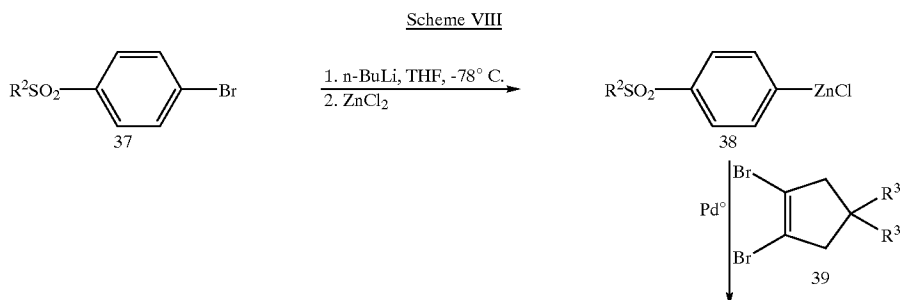 Scheme VIII
R²SO₂
Br
37
1. n-BuLi, THF, -78° C.
2. ZnCl₂
R²SO₂
ZnCl
38
Pd°
Br
Br
R³
R³
39